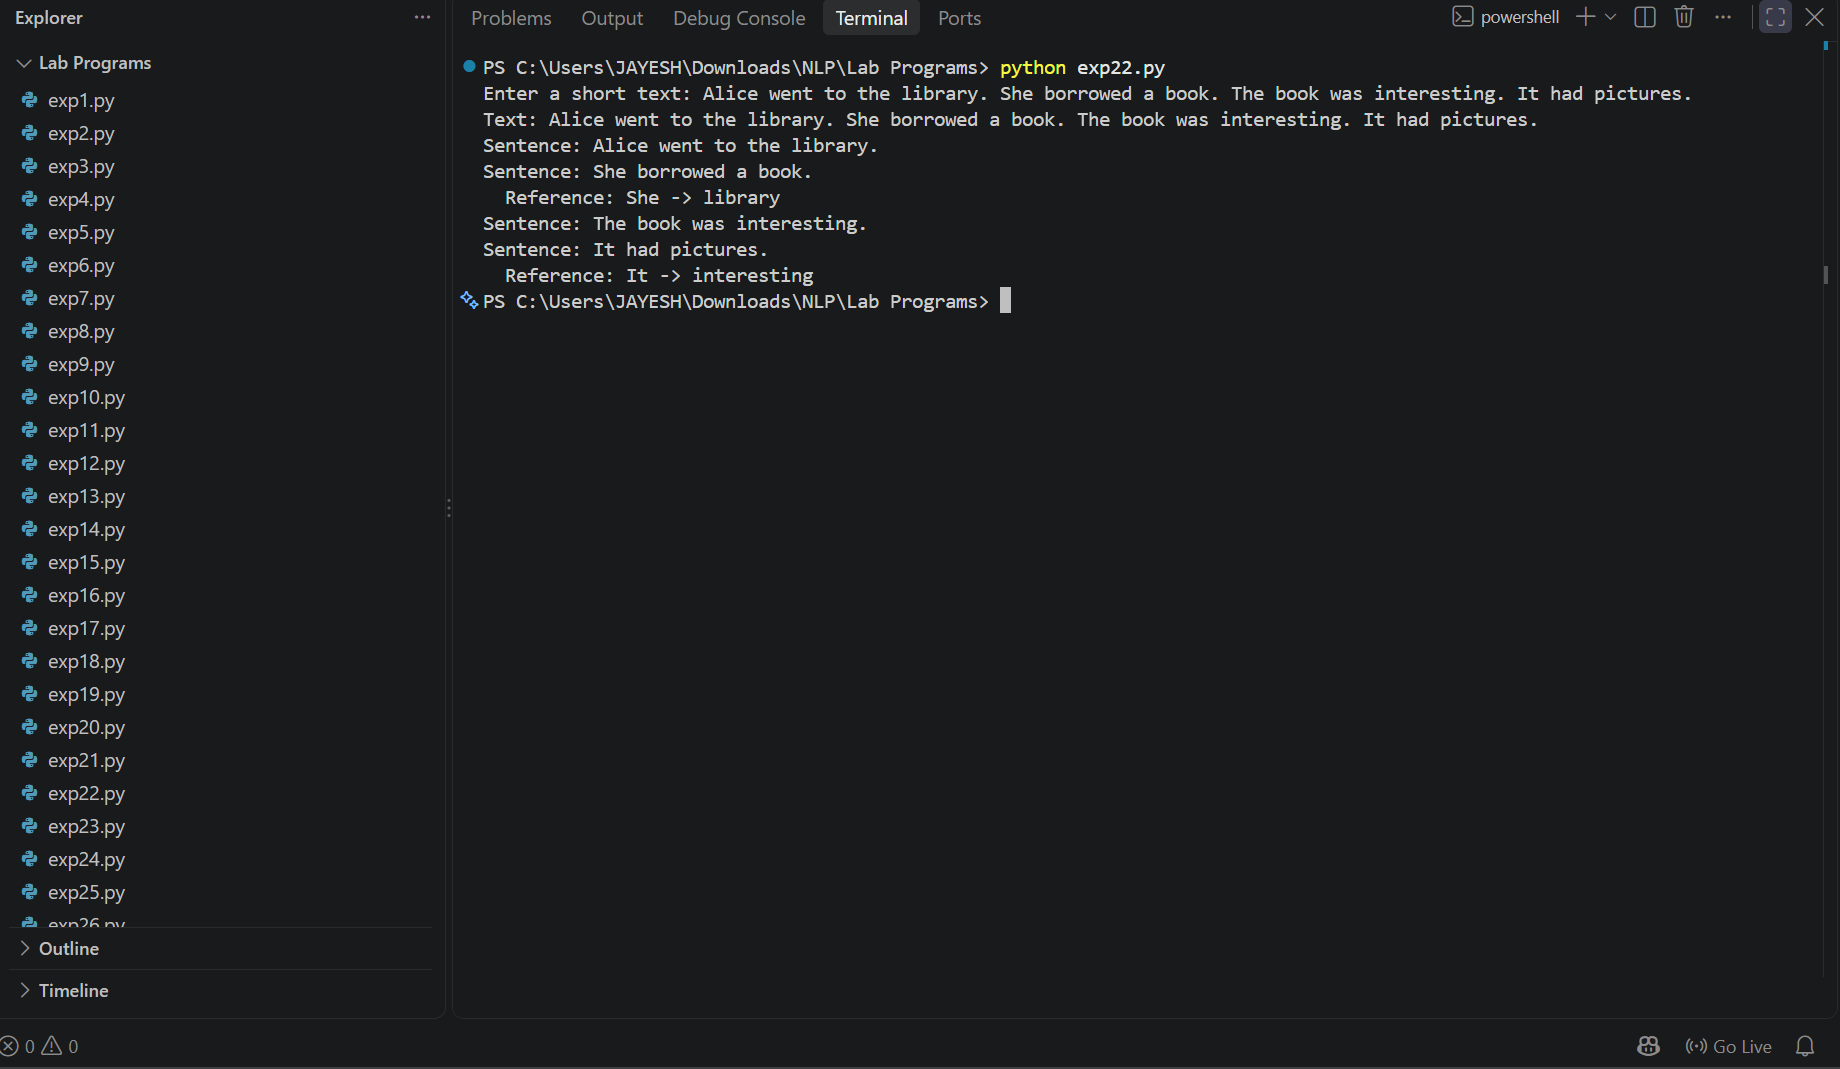 Explorer
Lab Programs
exp1.py
exp2.py
exp3.py
exp4.py
exp5.py
exp6.py
exp7.py
exp8.py
exp9.py
exp10.py
exp11.py
exp12.py
exp13.py
exp14.py
exp15.py
exp16.py
exp17.py
exp18.py
exp19.py
exp20.py
exp21.py
exp22.py
exp23.py
exp24.py
exp25.py
exp26.py
Outline
Timeline
Problems Output Debug Console Terminal Ports
powershell
PS C:\Users\JAYESH\Downloads\NLP\Lab Programs> python exp22.py
Enter a short text: Alice went to the library. She borrowed a book. The book was interesting. It had pictures.
Text: Alice went to the library. She borrowed a book. The book was interesting. It had pictures.
Sentence: Alice went to the library.
Sentence: She borrowed a book.
  Reference: She -> library
Sentence: The book was interesting.
Sentence: It had pictures.
  Reference: It -> interesting
PS C:\Users\JAYESH\Downloads\NLP\Lab Programs>
0 0
Go Live